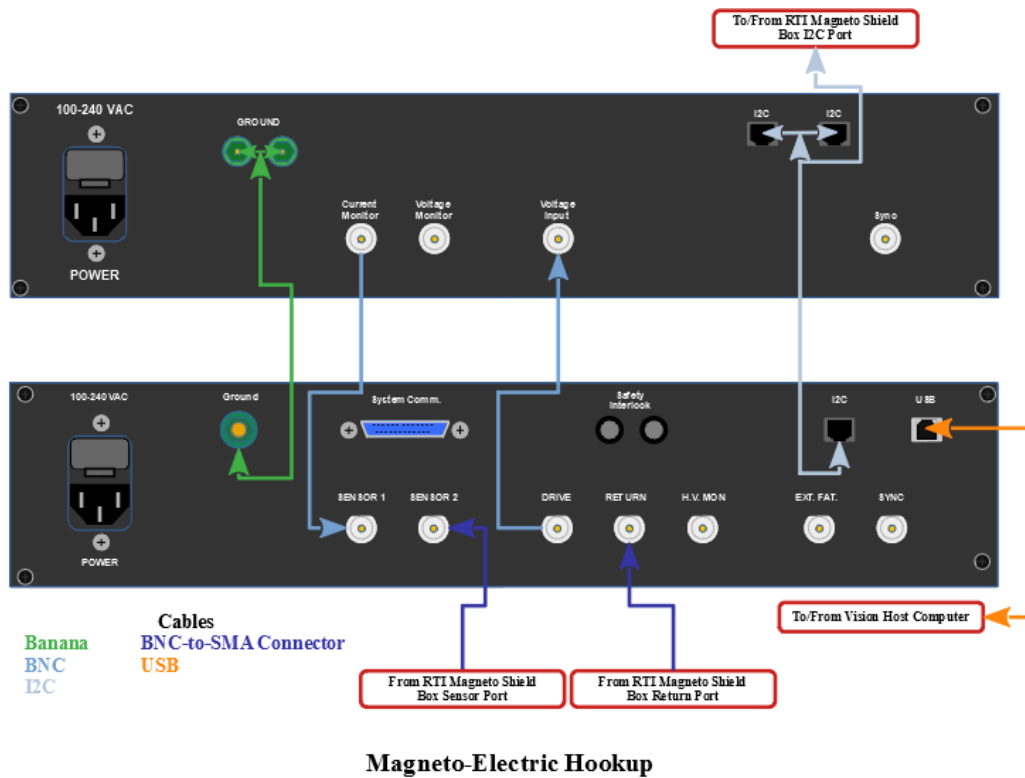 To/From RTI Magneto Shield
Box I2C Port
100-240 VAC
GROUND
I2C
I2C
Current
Monitor
Voltage
Monitor
Voltage
Input
Sync
POWER
100-240VAC
Ground
System Comm.
Safety
Interlock
I2C
USB
SENSOR 1
SENSOR 2
DRIVE
RETURN
H.V. MON
EXT. FAT.
SYNC
POWER
Cables
Banana
BNC-to-SMA Connector
BNC
USB
I2C
To/From Vision Host Computer
From RTI Magneto Shield
Box Sensor Port
From RTI Magneto Shield
Box Return Port
Magneto-Electric Hookup